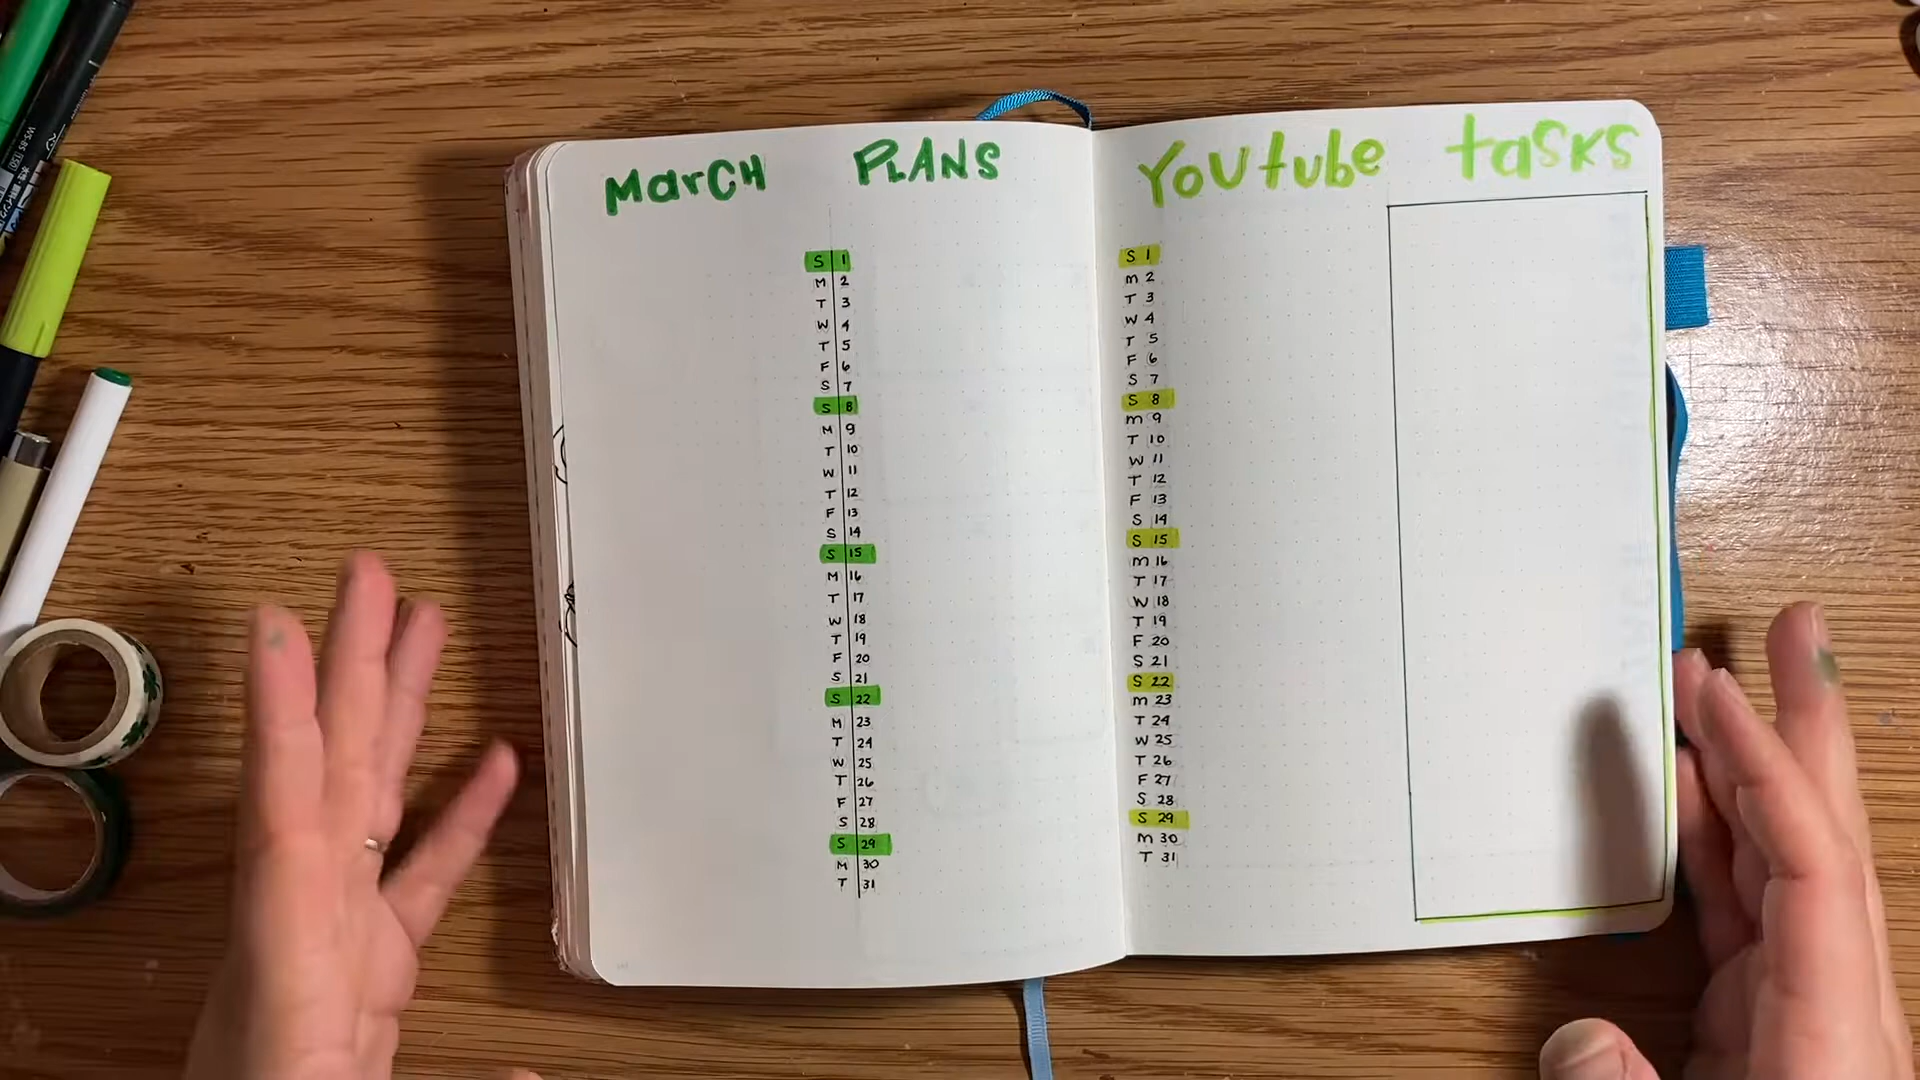 MarCH PLANS
S 1
M 2
T 3
W 4
T 5
F 6
S 7
S 8
M 9
T 10
W 11
T 12
F 13
S 14
S 15
M 16
T 17
W 18
T 19
F 20
S 21
S 22
M 23
T 24
W 25
T 26
F 27
S 28
S 29
M 30
T 31
YOUtube tasks
S 1
m 2
T 3
W 4
T 5
F 6
S 7
S 8
m 9
T 10
W 11
T 12
F 13
S 14
S 15
m 16
T 17
W 18
T 19
F 20
S 21
S 22
m 23
T 24
W 25
T 26
F 27
S 28
S 29
m 30
T 31